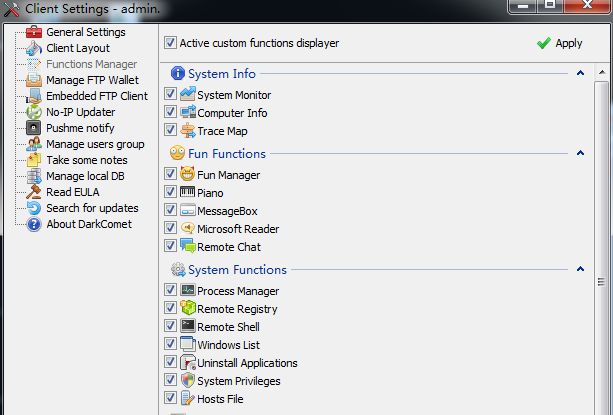 Client Settings - admin.
General Settings
Client Layout
Functions Manager
Manage FTP Wallet
Embedded FTP Client
No-IP Updater
Pushme notify
Manage users group
Take some notes
Manage local DB
Read EULA
Search for updates
About DarkComet
Active custom functions displayer
Apply
System Info
System Monitor
Computer Info
Trace Map
Fun Functions
Fun Manager
Piano
MessageBox
Microsoft Reader
Remote Chat
System Functions
Process Manager
Remote Registry
Remote Shell
Windows List
Uninstall Applications
System Privileges
Hosts File